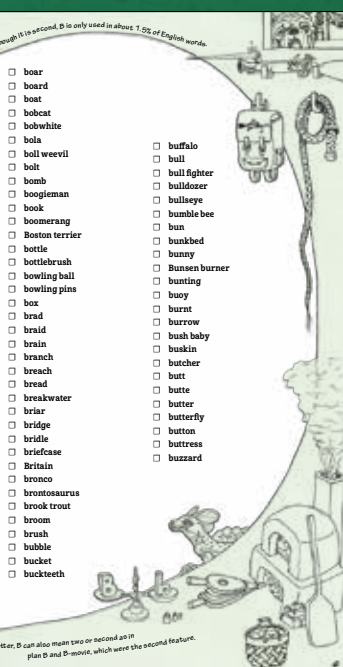 ough it is second, B is only used in about 1.5% of English words.
boar
board
boat
bobcat
bobwhite
bola
boll weevil
bolt
bomb
boogieman
book
boomerang
Boston terrier
bottle
bottlebrush
bowling ball
bowling pins
box
brad
braid
brain
branch
breach
bread
breakwater
briar
bridge
bridle
briefcase
Britain
bronco
brontosaurus
brook trout
broom
brush
bubble
bucket
buckteeth
buffalo
bull
bull fighter
bulldozer
bullseye
bumble bee
bun
bunkbed
bunny
Bunsen burner
bunting
buoy
burnt
burrow
bush baby
buskin
butcher
butt
butte
butter
butterfly
button
buttress
buzzard
tter, B can also mean two or second as in
plan B and B-movie, which were the second feature.